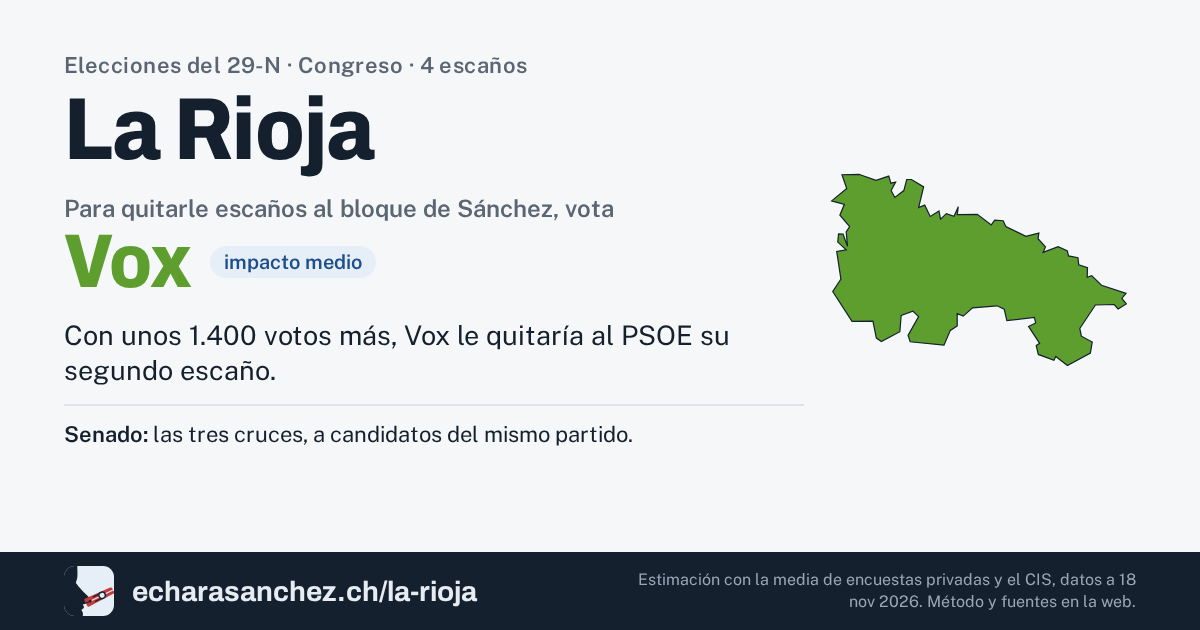 Elecciones del 29-N · Congreso · 4 escaños
La Rioja
Para quitarle escaños al bloque de Sánchez, vota
Vox impacto medio
Con unos 1.400 votos más, Vox le quitaría al PSOE su
segundo escaño.
Senado: las tres cruces, a candidatos del mismo partido.
echarasanchez.ch/la-rioja
Estimación con la media de encuestas privadas y el CIS, datos a 18
nov 2026. Método y fuentes en la web.